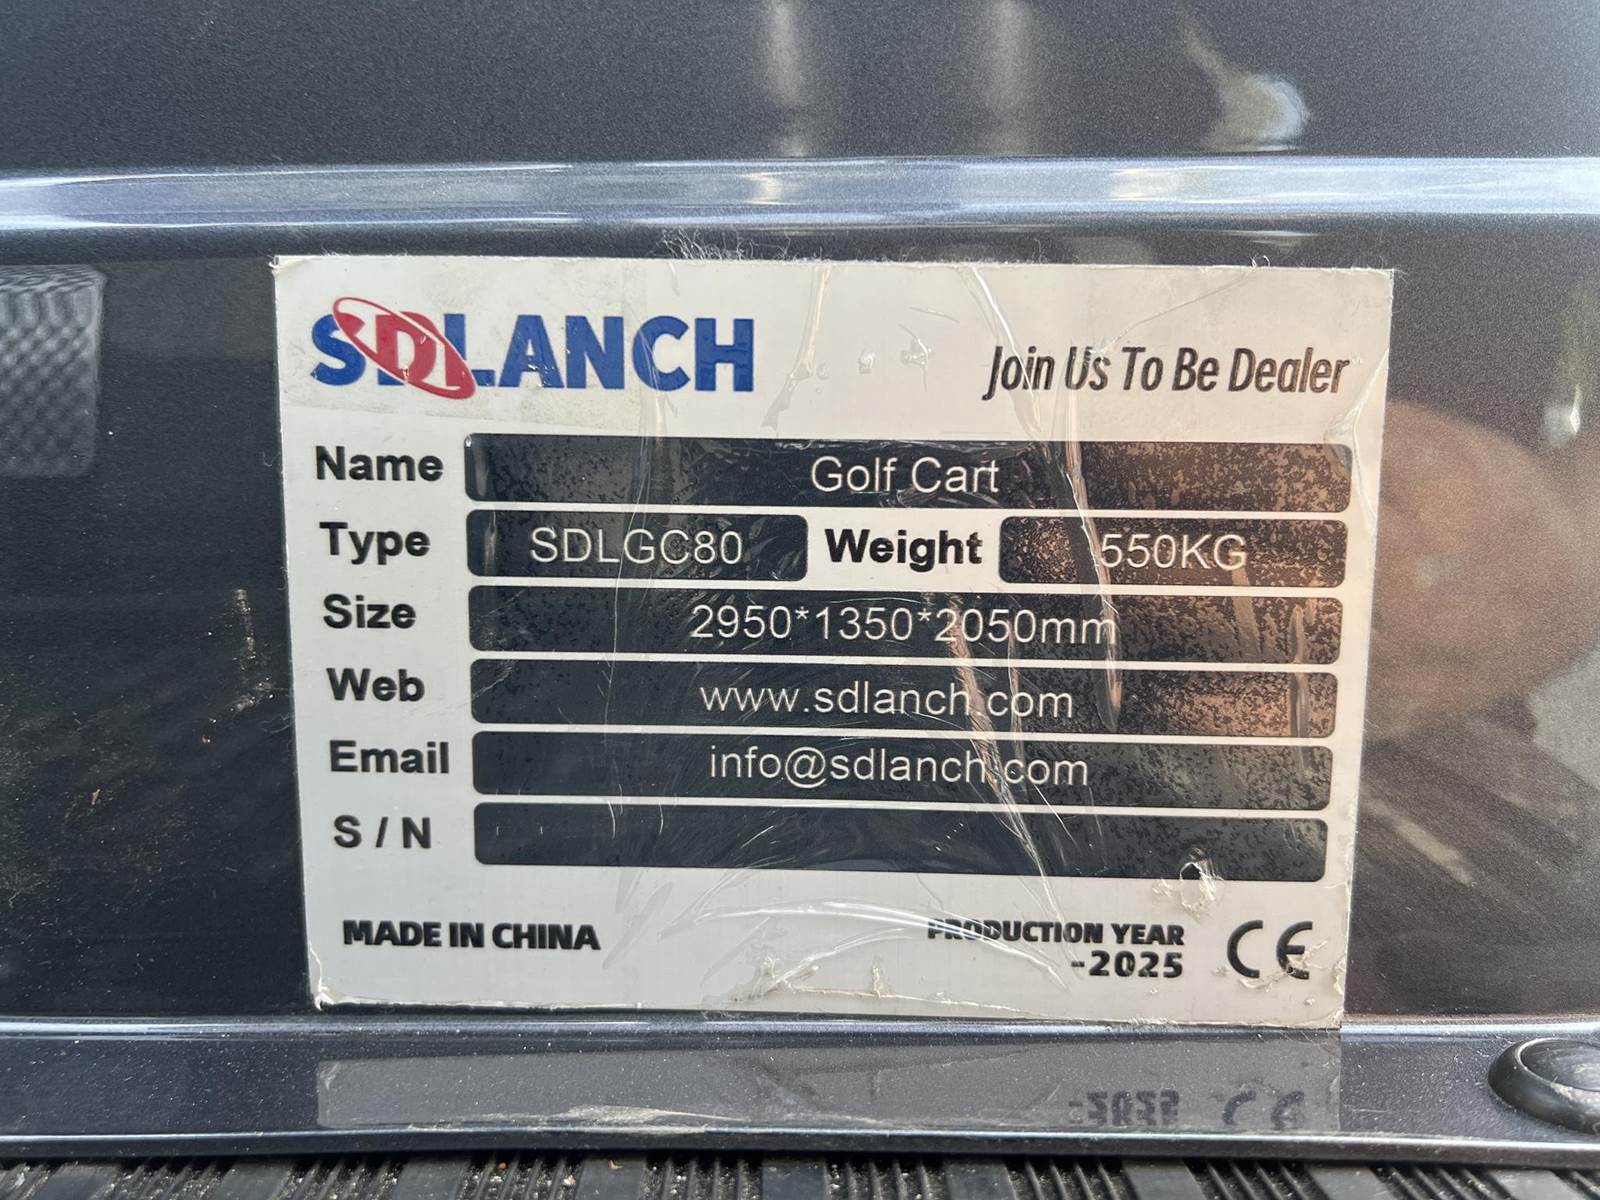 SDLANCH
Join Us To Be Dealer
Name Golf Cart
Type SDLGC80 Weight 550KG
Size 2950*1350*2050mm
Web www.sdlanch.com
Email info@sdlanch.com
S / N
MADE IN CHINA
PRODUCTION YEAR
-2025
CE